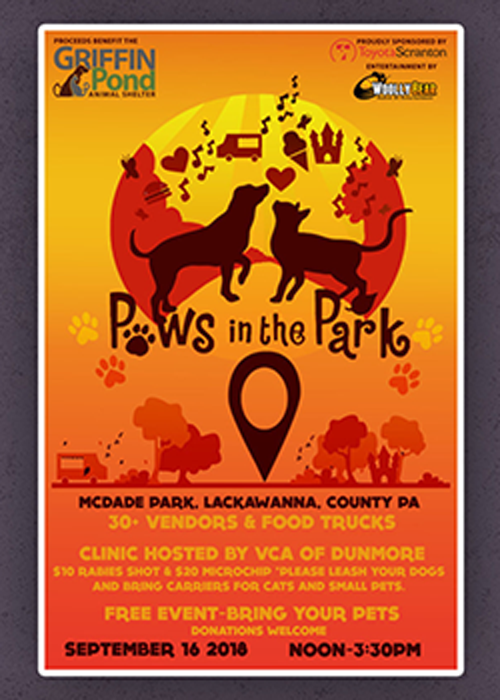 PROCEEDS BENEFIT THE
GRIFFIN
Pond
ANIMAL SHELTER
PROUDLY SPONSORED BY
ToyotaScranton
ENTERTAINMENT BY
WOOLLYBEAR
Paws in the Park
MCDADE PARK, LACKAWANNA, COUNTY PA
30+ VENDORS & FOOD TRUCKS
CLINIC HOSTED BY VCA OF DUNMORE
$10 RABIES SHOT & $20 MICROCHIP *PLEASE LEASH YOUR DOGS
AND BRING CARRIERS FOR CATS AND SMALL PETS.
FREE EVENT-BRING YOUR PETS
DONATIONS WELCOME
SEPTEMBER 16 2018 NOON-3:30PM